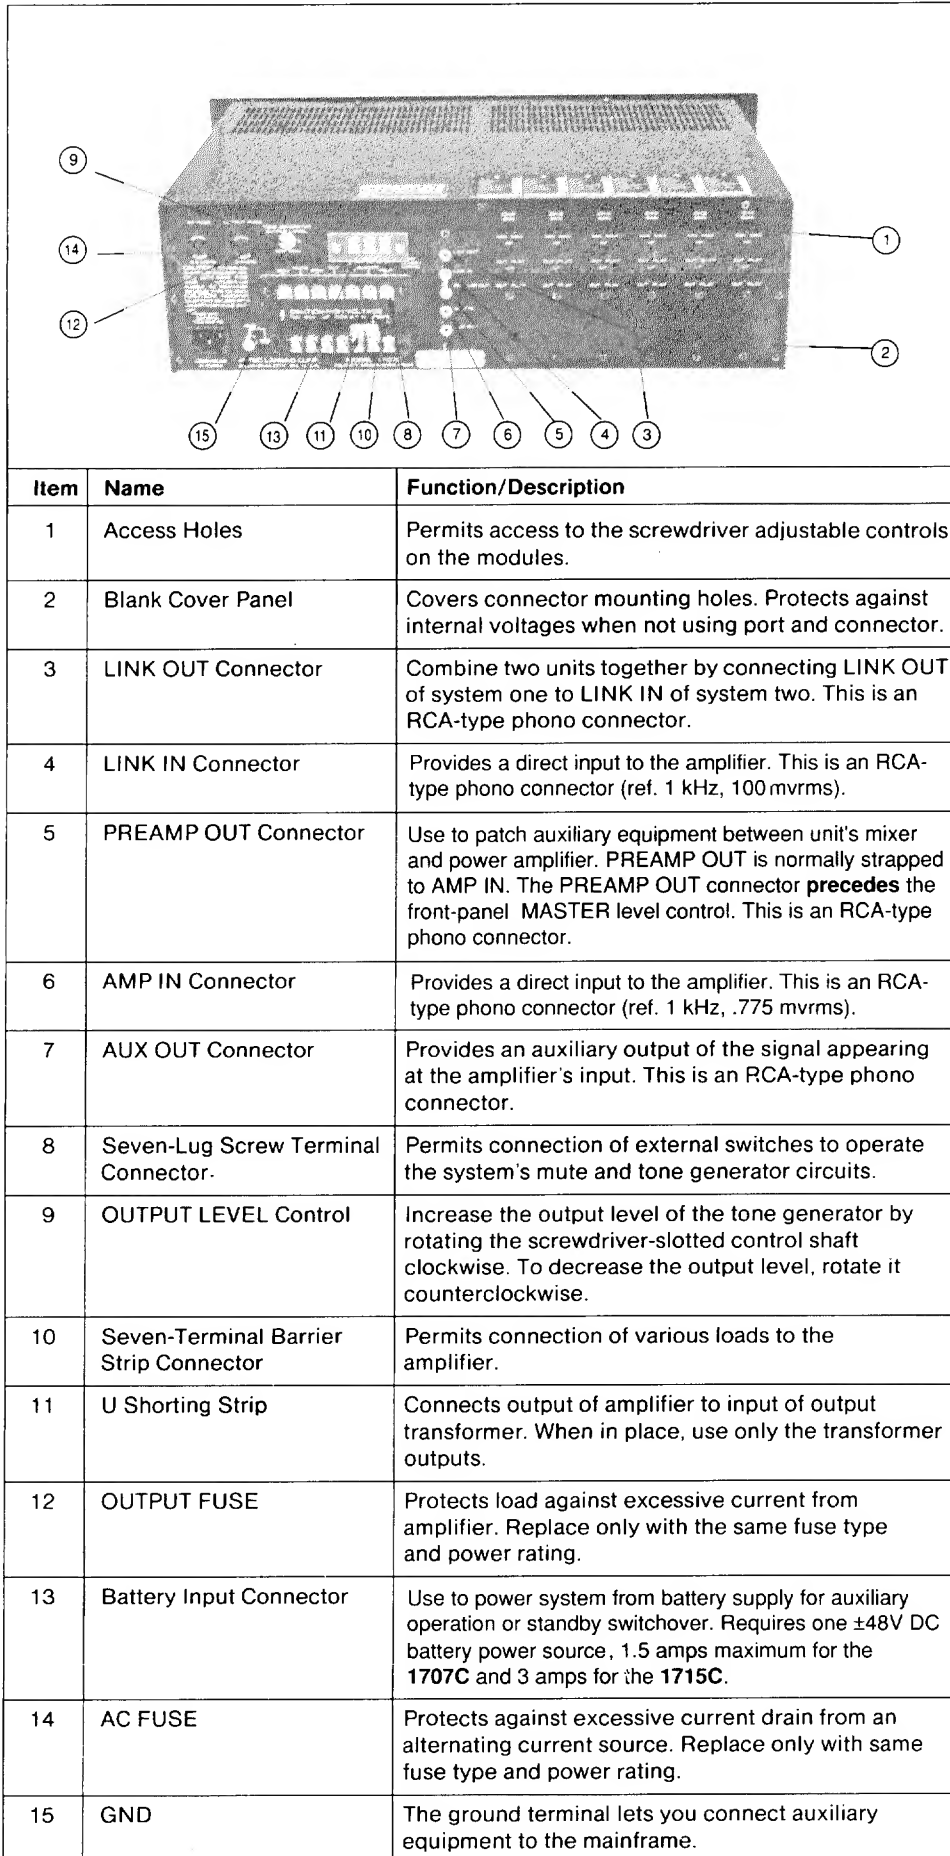 9
14
12
1
2
15
13
11
10
8
7
6
5
4
3
Item Name Function/Description
1 Access Holes Permits access to the screwdriver adjustable controls
on the modules.
2 Blank Cover Panel Covers connector mounting holes. Protects against
internal voltages when not using port and connector.
3 LINK OUT Connector Combine two units together by connecting LINK OUT
of system one to LINK IN of system two. This is an
RCA-type phono connector.
4 LINK IN Connector Provides a direct input to the amplifier. This is an RCA-
type phono connector (ref. 1 kHz, 100 mvrms).
5 PREAMP OUT Connector Use to patch auxiliary equipment between unit's mixer
and power amplifier. PREAMP OUT is normally strapped
to AMP IN. The PREAMP OUT connector precedes the
front-panel MASTER level control. This is an RCA-type
phono connector.
6 AMP IN Connector Provides a direct input to the amplifier. This is an RCA-
type phono connector (ref. 1 kHz, .775 mvrms).
7 AUX OUT Connector Provides an auxiliary output of the signal appearing
at the amplifier's input. This is an RCA-type phono
connector.
8 Seven-Lug Screw Terminal Permits connection of external switches to operate
Connector. the system's mute and tone generator circuits.
9 OUTPUT LEVEL Control Increase the output level of the tone generator by
rotating the screwdriver-slotted control shaft
clockwise. To decrease the output level, rotate it
counterclockwise.
10 Seven-Terminal Barrier Permits connection of various loads to the
Strip Connector amplifier.
11 U Shorting Strip Connects output of amplifier to input of output
transformer. When in place, use only the transformer
outputs.
12 OUTPUT FUSE Protects load against excessive current from
amplifier. Replace only with the same fuse type
and power rating.
13 Battery Input Connector Use to power system from battery supply for auxiliary
operation or standby switchover. Requires one ±48V DC
battery power source, 1.5 amps maximum for the
1707C and 3 amps for the 1715C.
14 AC FUSE Protects against excessive current drain from an
alternating current source. Replace only with same
fuse type and power rating.
15 GND The ground terminal lets you connect auxiliary
equipment to the mainframe.